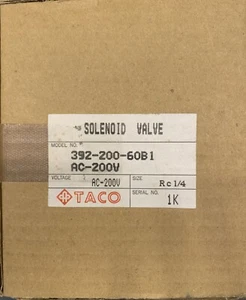 SOLENOID VALVE
MODEL NO.
392-200-60B1
AC-200V
VOLTAGE
SIZE
AC-200V
Rc1/4
TACO
SERIAL NO.
1K